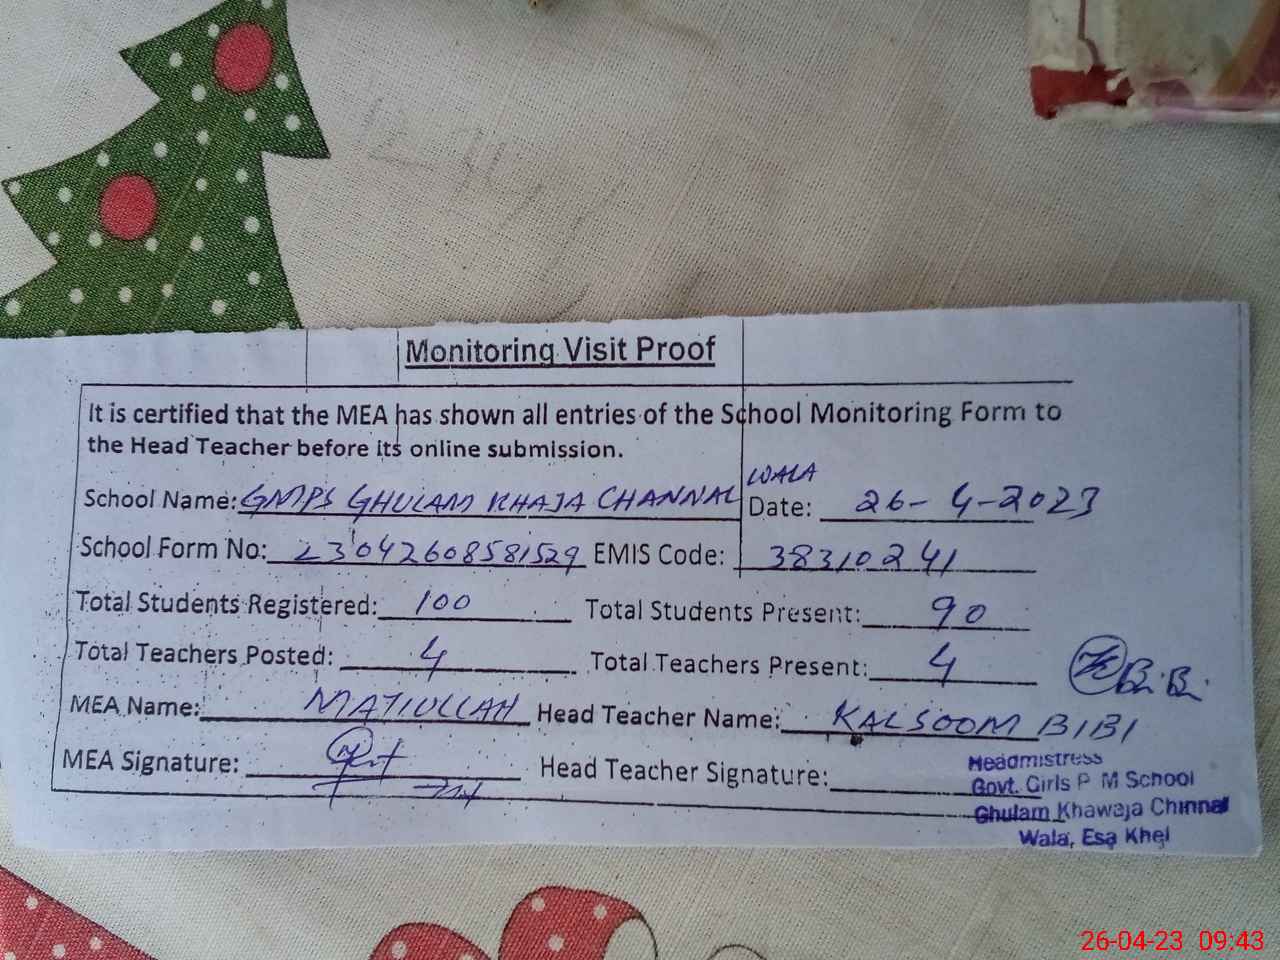 Monitoring Visit Proof
It is certified that the MEA has shown all entries of the School Monitoring Form to
the Head Teacher before its online submission.
School Name: GMPS GHULAM KHAJA CHANNAL WALA Date: 26-4-2023
School Form No: 23042608581529 EMIS Code: 38310241
Total Students Registered: 100 Total Students Present: 90
Total Teachers Posted: 4 Total Teachers Present: 4
MEA Name: MATIULLAH Head Teacher Name: KALSOOM BIBI
MEA Signature: Head Teacher Signature:
Headmistress
Govt. Girls P M School
Ghulam Khawaja Chinnal
Wala, Esa Khel
26-04-23 09:43